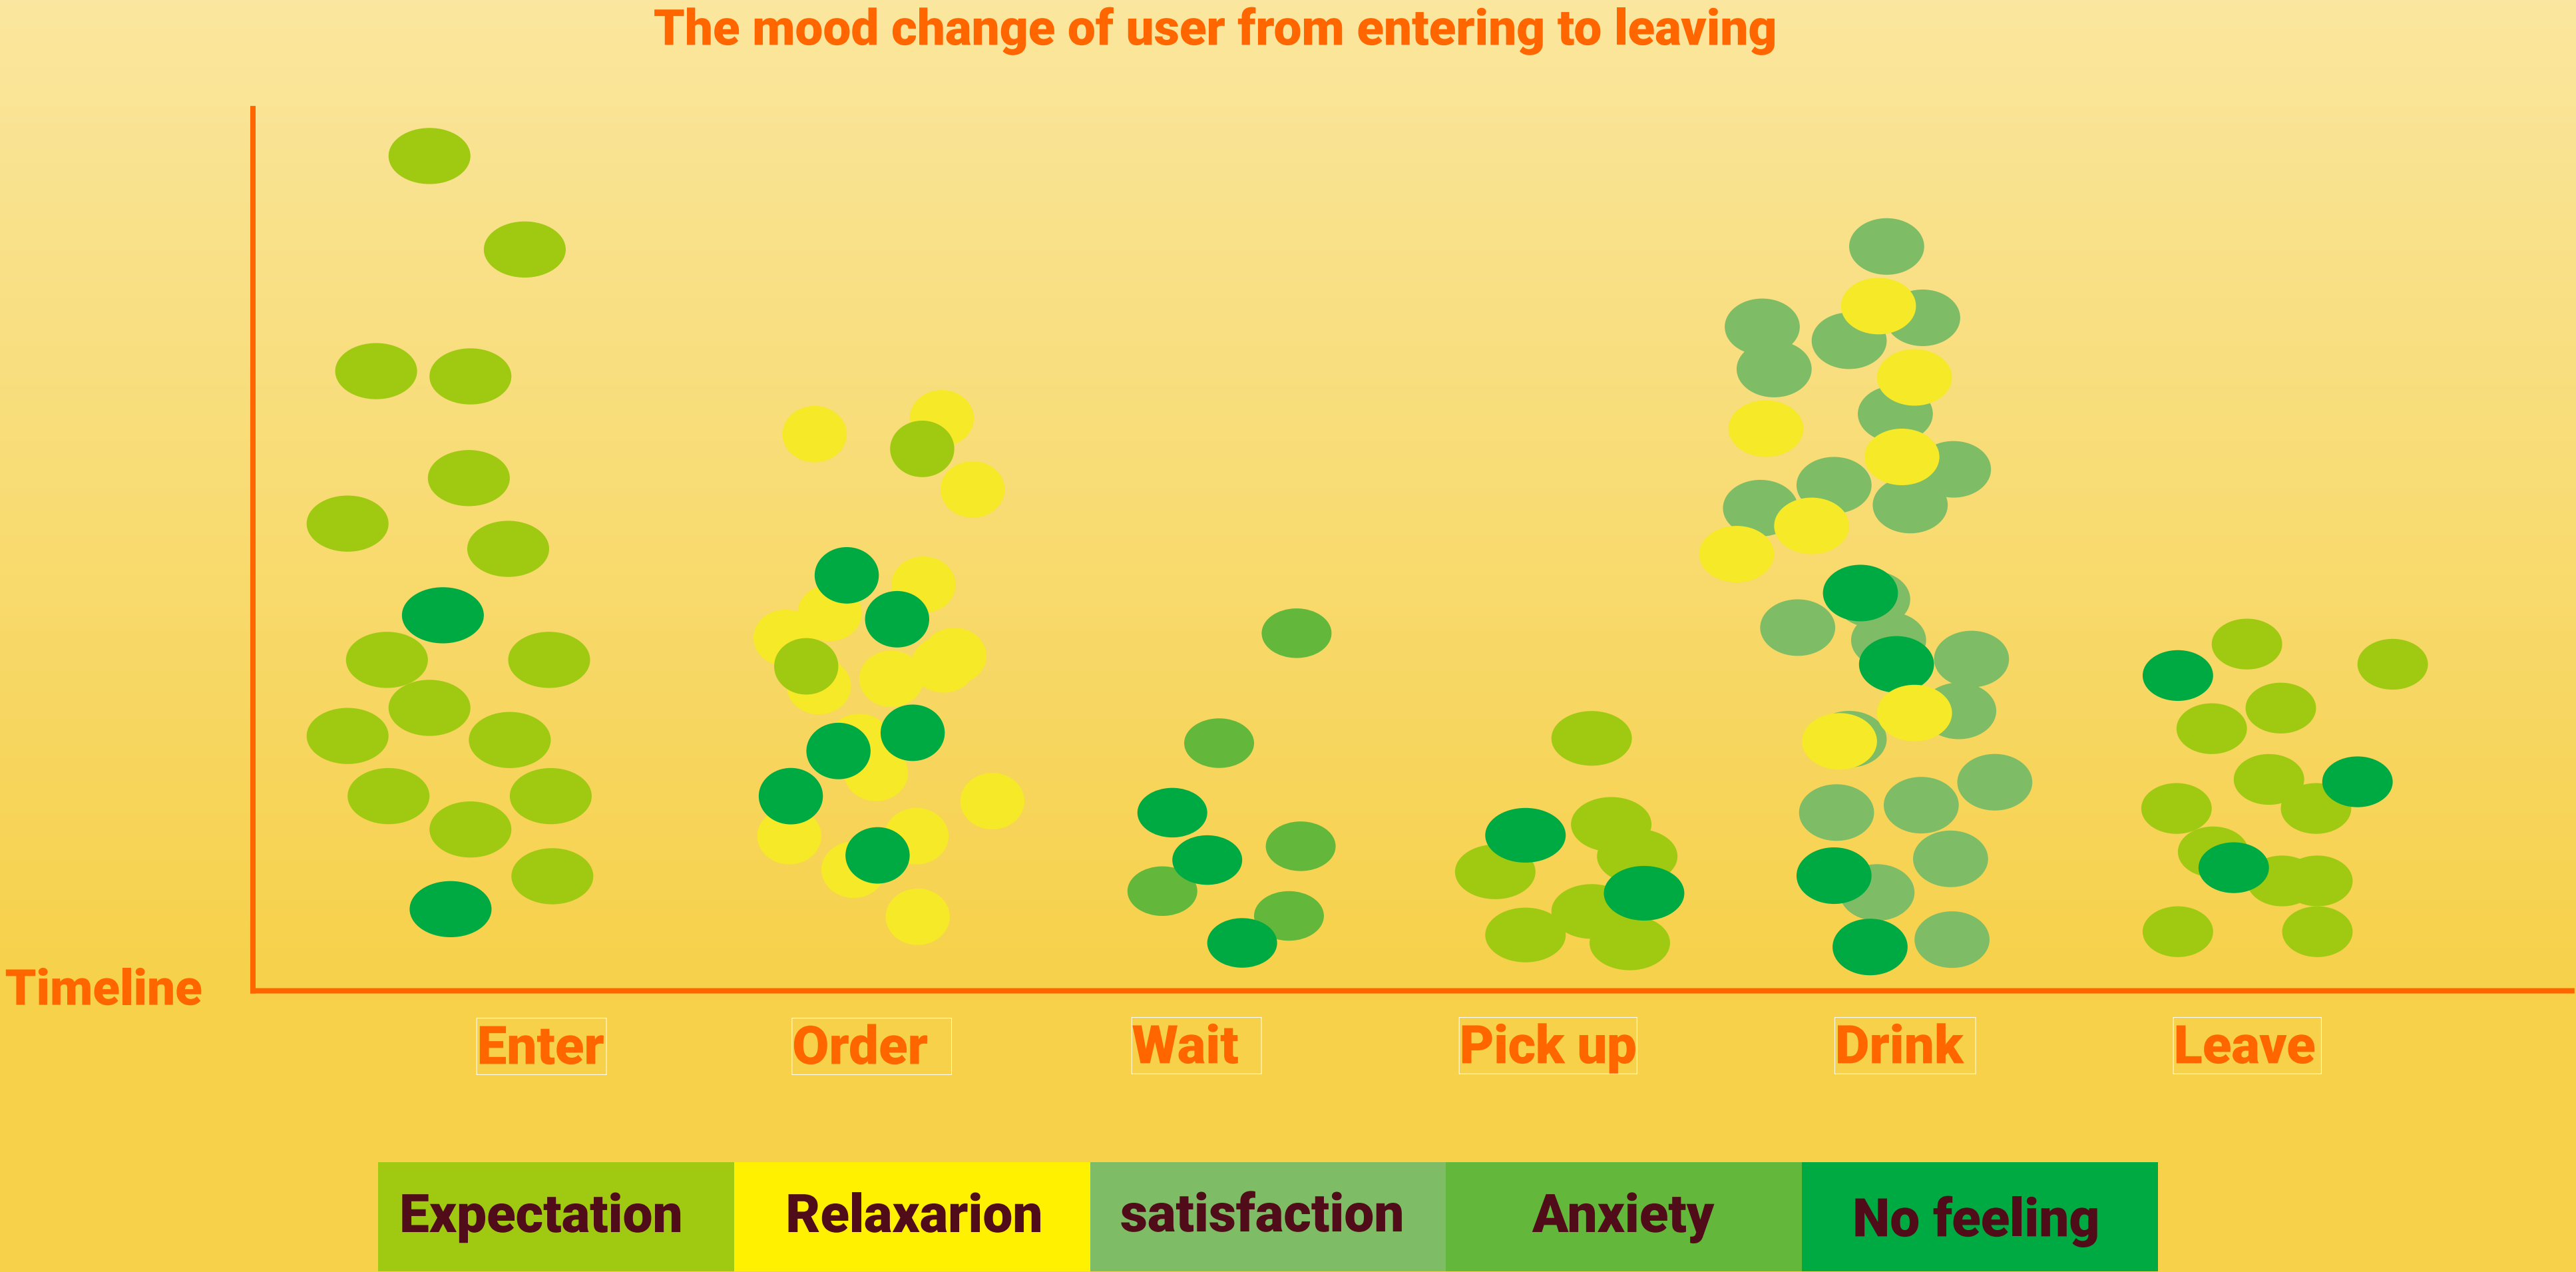 The mood change of user from entering to leaving
Timeline
Enter
Order
Wait
Pick up
Drink
Leave
Expectation
Relaxarion
satisfaction
Anxiety
No feeling